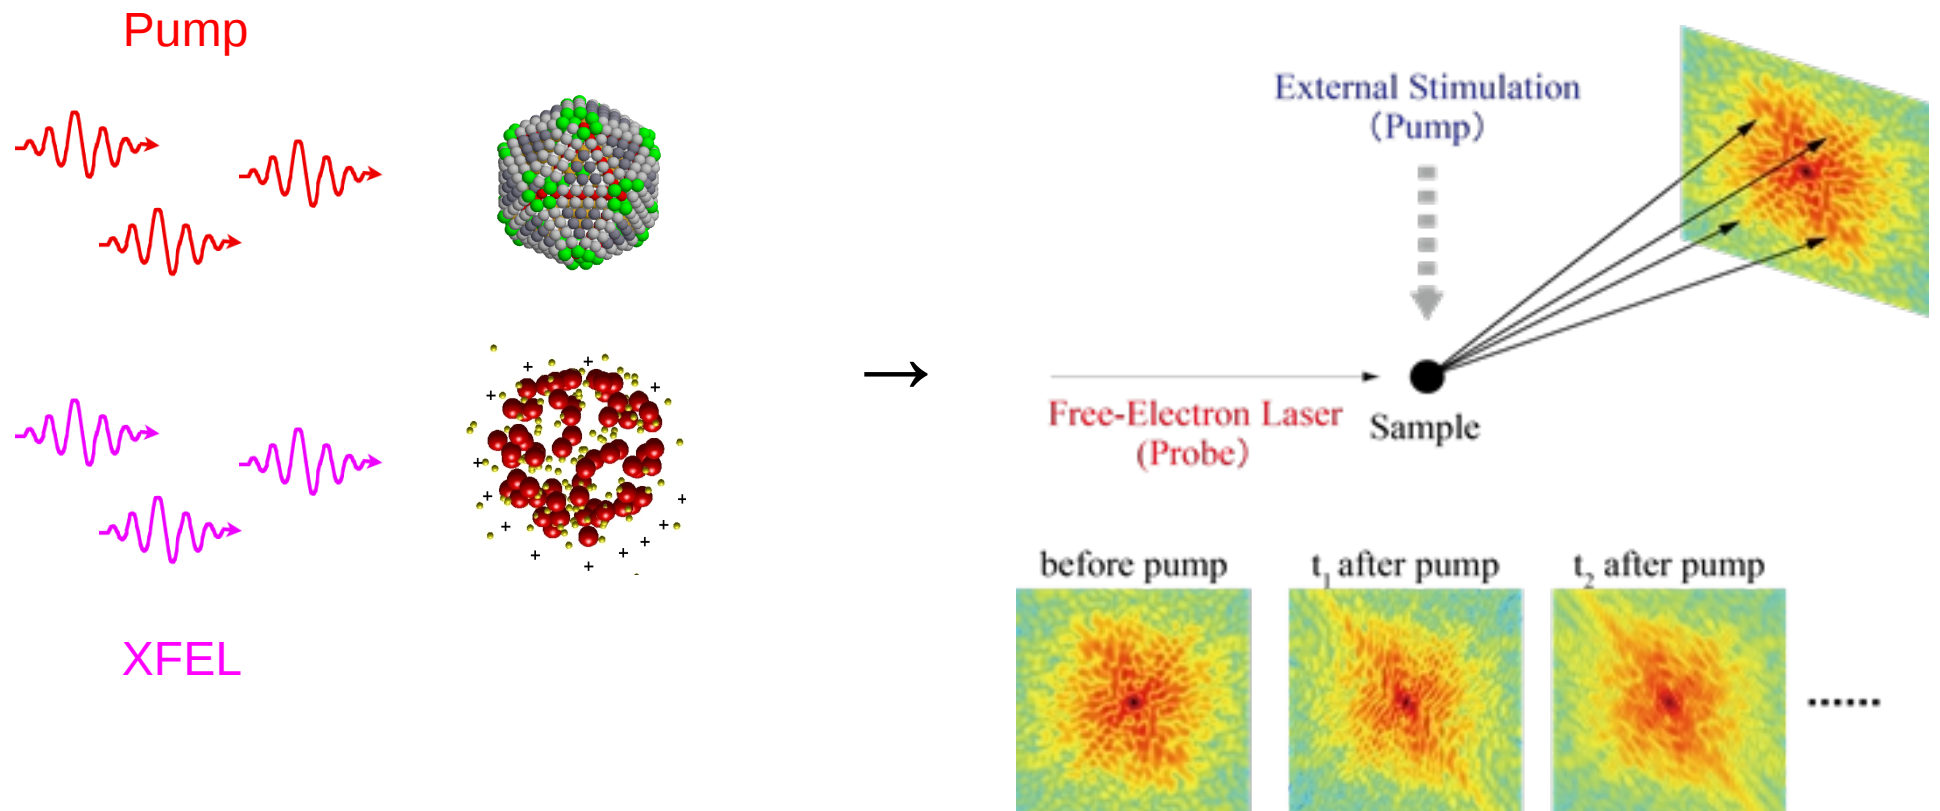 Pump
XFEL
→
External Stimulation
(Pump)
Free-Electron Laser
(Probe)
Sample
before pump
t₁ after pump
t₂ after pump
......